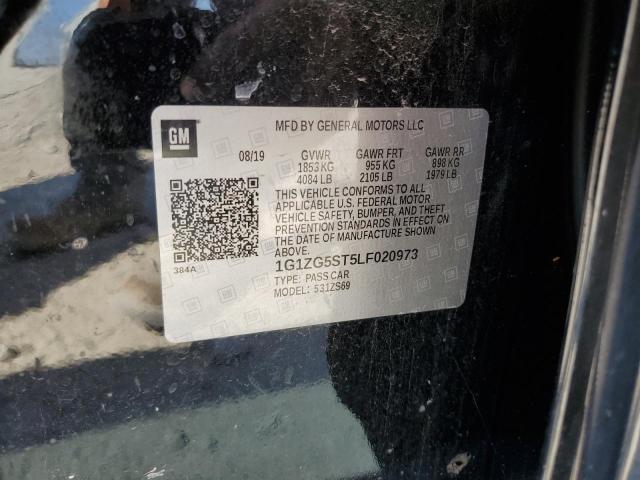 GM
MFD BY GENERAL MOTORS LLC
08/19 GVWR GAWR FRT GAWR RR
1853 KG 955 KG 898 KG
4084 LB 2105 LB 1979 LB
THIS VEHICLE CONFORMS TO ALL
APPLICABLE U.S. FEDERAL MOTOR
VEHICLE SAFETY, BUMPER, AND THEFT
PREVENTION STANDARDS IN EFFECT ON
THE DATE OF MANUFACTURE SHOWN
ABOVE.
384A
1G1ZG5ST5LF020973
TYPE: PASS CAR
MODEL: 531ZS69